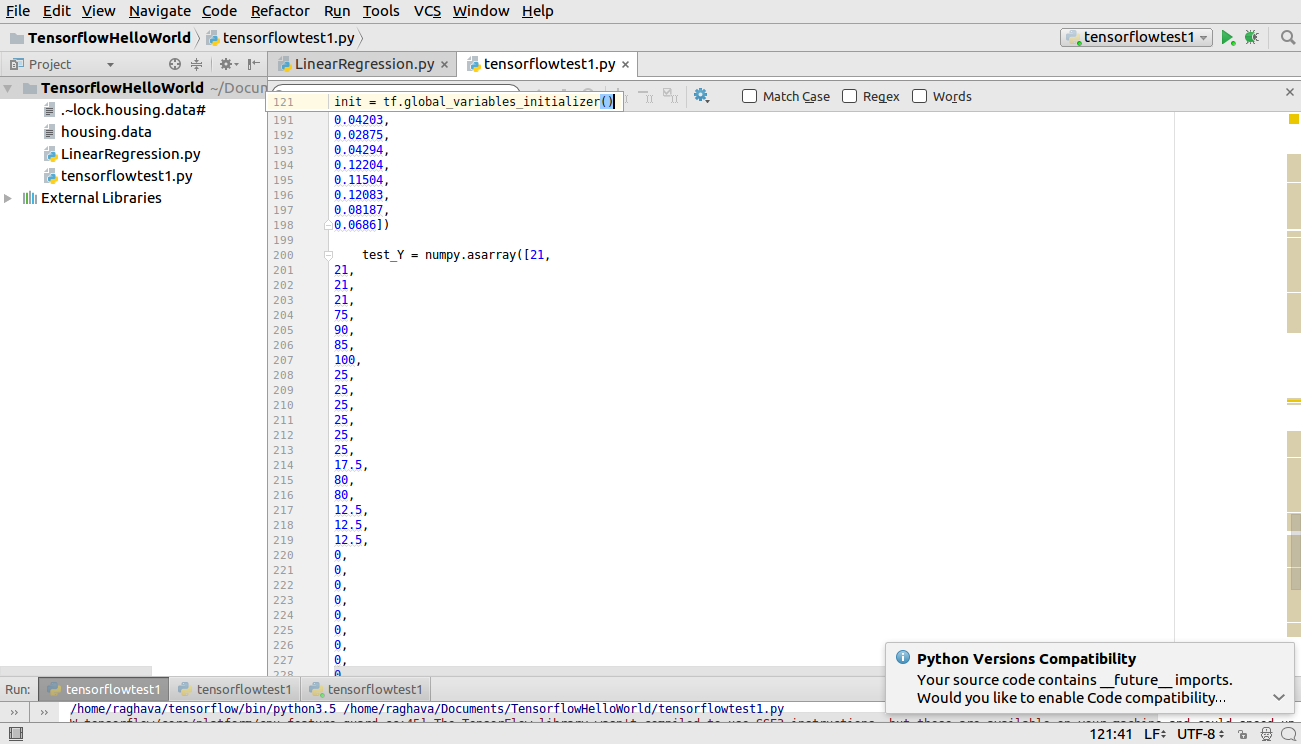 File Edit View Navigate Code Refactor Run Tools VCS Window Help
TensorflowHelloWorld tensorflowtest1.py tensorflowtest1
Project LinearRegression.py × tensorflowtest1.py ×
TensorflowHelloWorld ~/Docum
Match Case Regex Words
.~lock.housing.data#
housing.data
LinearRegression.py
tensorflowtest1.py
External Libraries
121 init = tf.global_variables_initializer()
191 0.04203,
192 0.02875,
193 0.04294,
194 0.12204,
195 0.11504,
196 0.12083,
197 0.08187,
198 0.0686])
199
200 test_Y = numpy.asarray([21,
201 21,
202 21,
203 21,
204 75,
205 90,
206 85,
207 100,
208 25,
209 25,
210 25,
211 25,
212 25,
213 25,
214 17.5,
215 80,
216 80,
217 12.5,
218 12.5,
219 12.5,
220 0,
221 0,
222 0,
223 0,
224 0,
225 0,
226 0,
227 0,
228 0
Python Versions Compatibility
Your source code contains __future__ imports.
Would you like to enable Code compatibility...
Run: tensorflowtest1 tensorflowtest1 tensorflowtest1
/home/raghava/tensorflow/bin/python3.5 /home/raghava/Documents/TensorflowHelloWorld/tensorflowtest1.py
121:41 LF UTF-8